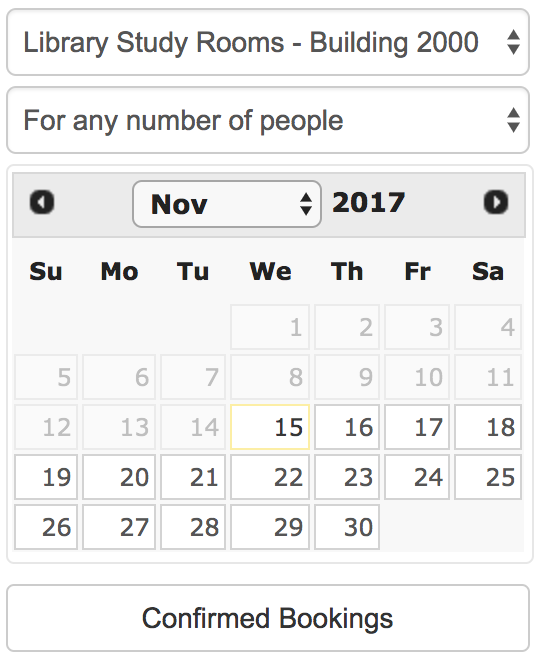 Library Study Rooms - Building 2000
For any number of people
Nov 2017
Su Mo Tu We Th Fr Sa
1 2 3 4
5 6 7 8 9 10 11
12 13 14 15 16 17 18
19 20 21 22 23 24 25
26 27 28 29 30
Confirmed Bookings